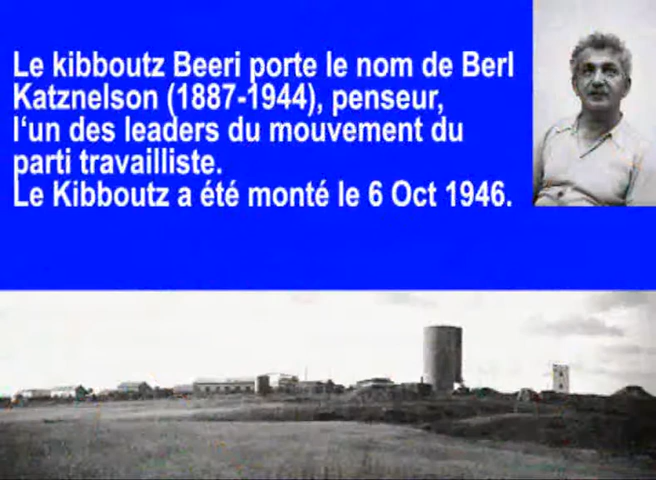 Le kibboutz Beeri porte le nom de Berl
Katznelson (1887-1944), penseur,
l‘un des leaders du mouvement du
parti travailliste.
Le Kibboutz a été monté le 6 Oct 1946.